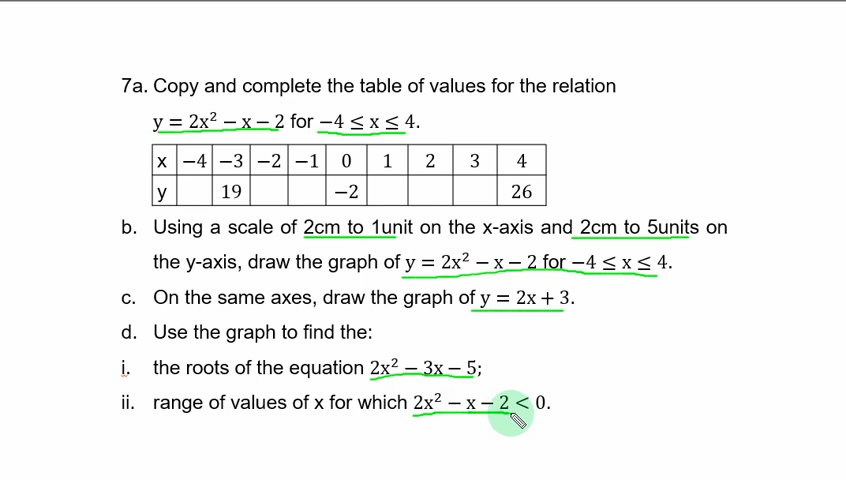 7a. Copy and complete the table of values for the relation
y = 2x² − x − 2 for −4 ≤ x ≤ 4.
x −4 −3 −2 −1 0 1 2 3 4
y 19 −2 26
b. Using a scale of 2cm to 1unit on the x-axis and 2cm to 5units on
the y-axis, draw the graph of y = 2x² − x − 2 for −4 ≤ x ≤ 4.
c. On the same axes, draw the graph of y = 2x + 3.
d. Use the graph to find the:
i. the roots of the equation 2x² − 3x − 5;
ii. range of values of x for which 2x² − x − 2 < 0.